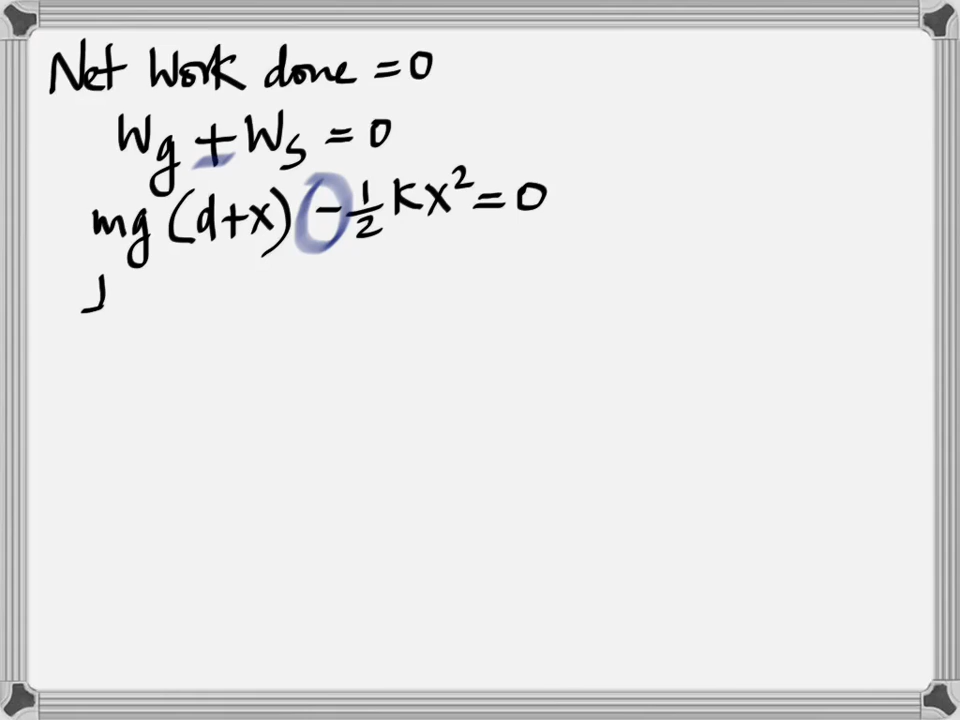 Net Work done = 0
Wg + Ws = 0
mg (d+x) - 1/2 kx² = 0